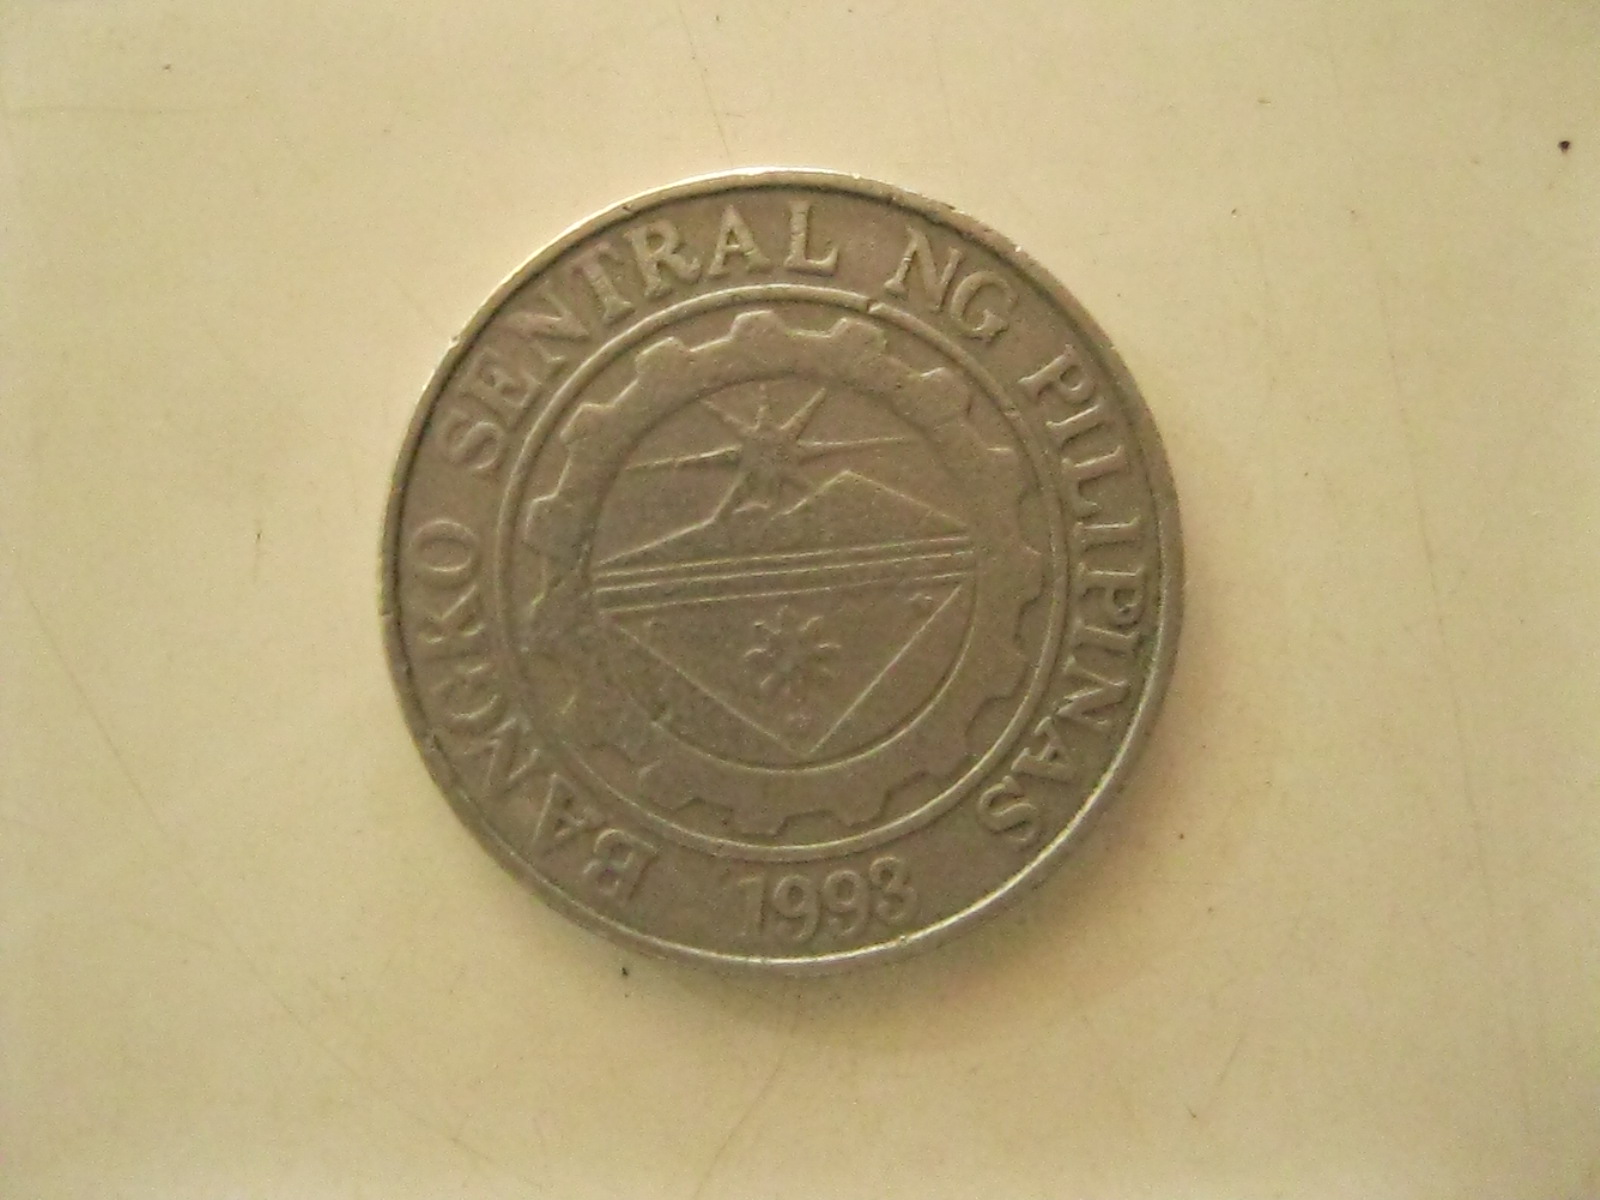 BANGKO SENTRAL NG PILIPINAS
1993